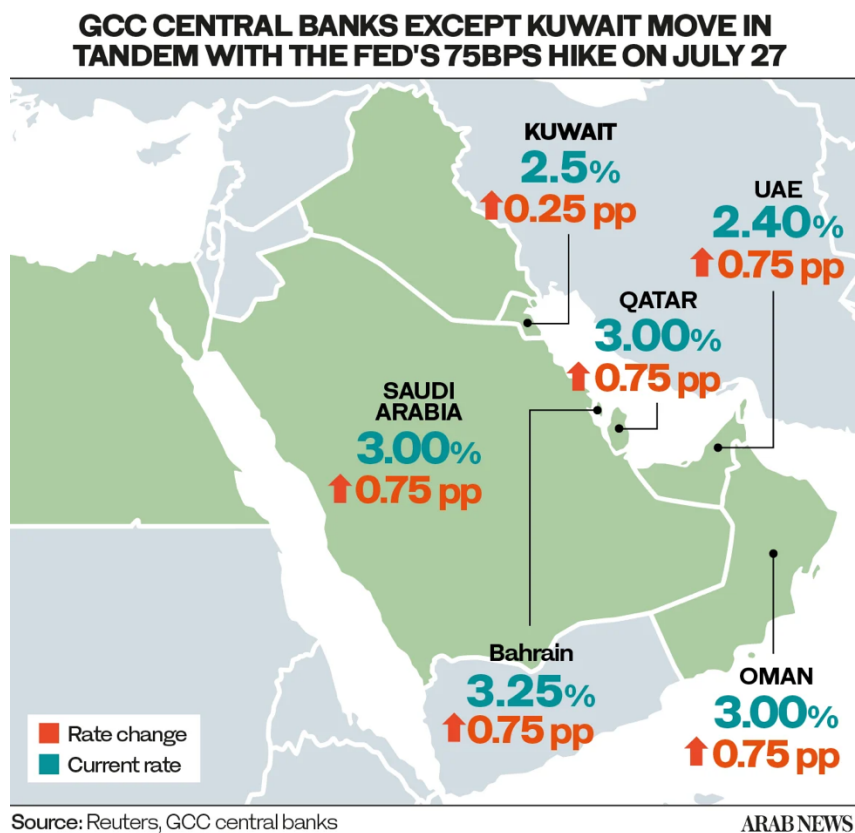 GCC CENTRAL BANKS EXCEPT KUWAIT MOVE IN
TANDEM WITH THE FED'S 75BPS HIKE ON JULY 27
KUWAIT
2.5%
0.25 pp
UAE
2.40%
0.75 pp
QATAR
3.00%
0.75 pp
SAUDI
ARABIA
3.00%
0.75 pp
Bahrain
3.25%
0.75 pp
OMAN
3.00%
0.75 pp
Rate change
Current rate
Source: Reuters, GCC central banks
ARAB NEWS